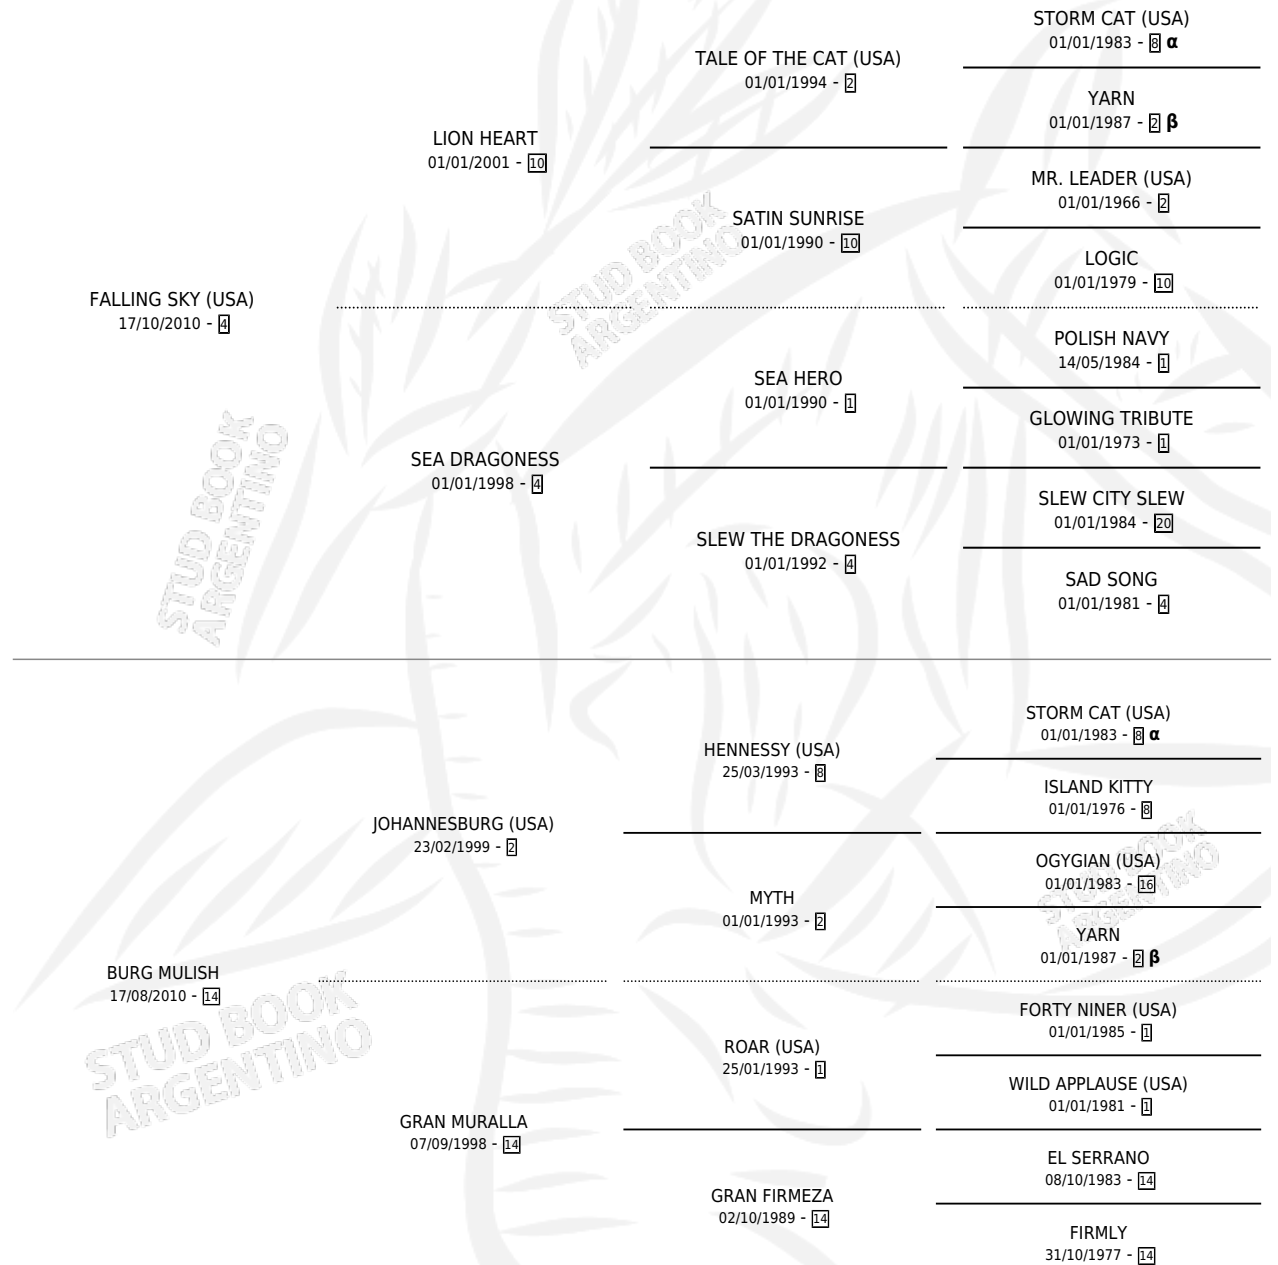 STORM CAT (USA)
01/01/1983 - 8 α
TALE OF THE CAT (USA)
01/01/1994 - 2
YARN
01/01/1987 - 2 β
LION HEART
01/01/2001 - 10
MR. LEADER (USA)
01/01/1966 - 2
SATIN SUNRISE
01/01/1990 - 10
LOGIC
01/01/1979 - 10
FALLING SKY (USA)
17/10/2010 - 4
POLISH NAVY
14/05/1984 - 1
SEA HERO
01/01/1990 - 1
GLOWING TRIBUTE
01/01/1973 - 1
SEA DRAGONESS
01/01/1998 - 4
SLEW CITY SLEW
01/01/1984 - 20
SLEW THE DRAGONESS
01/01/1992 - 4
SAD SONG
01/01/1981 - 4
STORM CAT (USA)
01/01/1983 - 8 α
HENNESSY (USA)
25/03/1993 - 8
ISLAND KITTY
01/01/1976 - 8
JOHANNESBURG (USA)
23/02/1999 - 2
OGYGIAN (USA)
01/01/1983 - 16
MYTH
01/01/1993 - 2
YARN
01/01/1987 - 2 β
BURG MULISH
17/08/2010 - 14
FORTY NINER (USA)
01/01/1985 - 1
ROAR (USA)
25/01/1993 - 1
WILD APPLAUSE (USA)
01/01/1981 - 1
GRAN MURALLA
07/09/1998 - 14
EL SERRANO
08/10/1983 - 14
GRAN FIRMEZA
02/10/1989 - 14
FIRMLY
31/10/1977 - 14
STUD BOOK
ARGENTINO
STUD BOOK
ARGENTINO
STUD BOOK
ARGENTINO
STUD BOOK
ARGENTINO